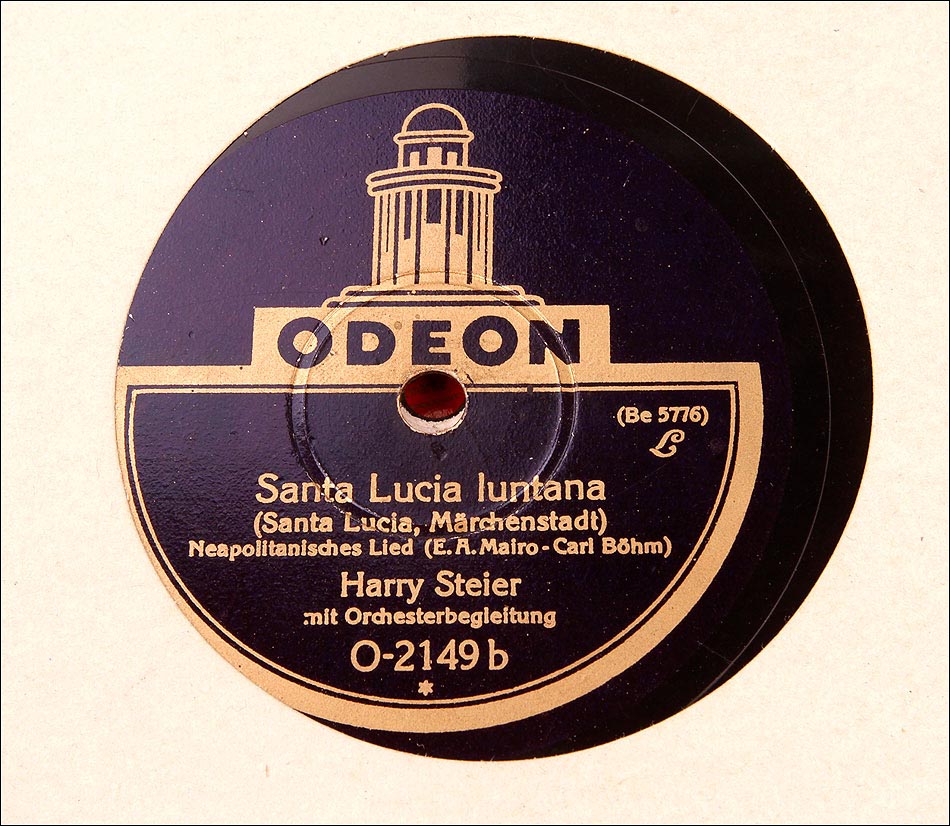 ODEON
(Be 5776)
L
Santa Lucia luntana
(Santa Lucia, Märchenstadt)
Neapolitanisches Lied (E. A. Mairo - Carl Böhm)
Harry Steier
mit Orchesterbegleitung
O-2149 b
*